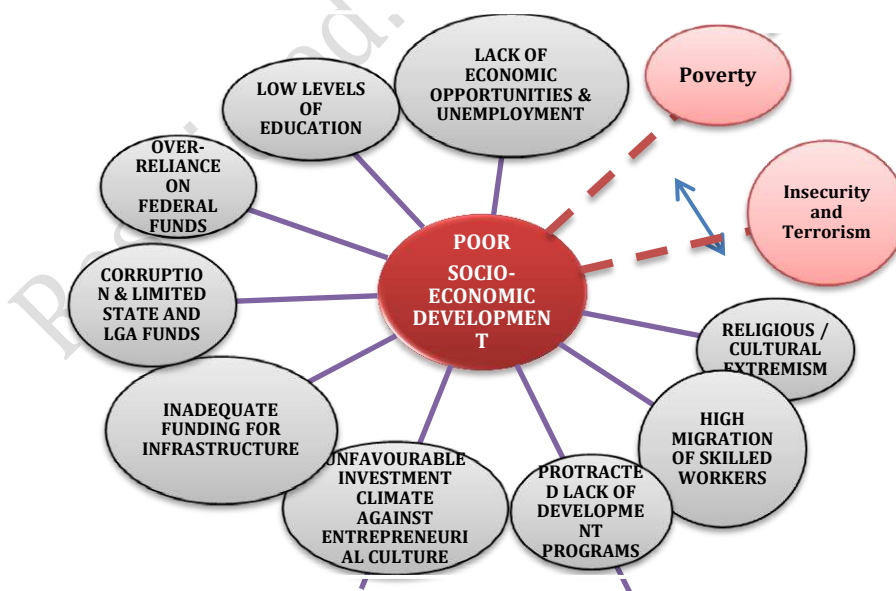 LACK OF
ECONOMIC
OPPORTUNITIES &
UNEMPLOYMENT
Poverty
LOW LEVELS
OF
EDUCATION
OVER-
RELIANCE
ON
FEDERAL
FUNDS
Insecurity
and
Terrorism
POOR
SOCIO-
ECONOMIC
DEVELOPMEN
T
CORRUPTIO
N & LIMITED
STATE AND
LGA FUNDS
RELIGIOUS /
CULTURAL
EXTREMISM
INADEQUATE
FUNDING FOR
INFRASTRUCTURE
HIGH
MIGRATION
OF SKILLED
WORKERS
UNFAVOURABLE
INVESTMENT
CLIMATE
AGAINST
ENTREPRENEURI
AL CULTURE
PROTRACTE
D LACK OF
DEVELOPME
NT
PROGRAMS